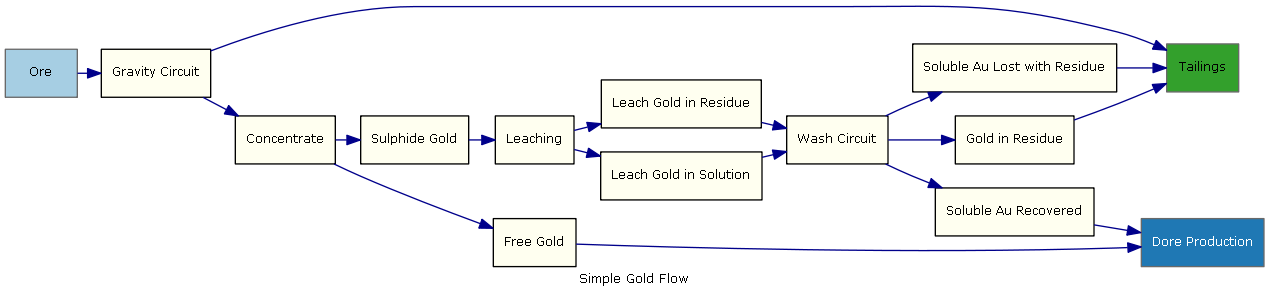 Ore
Gravity Circuit
Concentrate
Sulphide Gold
Leaching
Leach Gold in Residue
Leach Gold in Solution
Wash Circuit
Soluble Au Lost with Residue
Gold in Residue
Soluble Au Recovered
Tailings
Free Gold
Dore Production
Simple Gold Flow